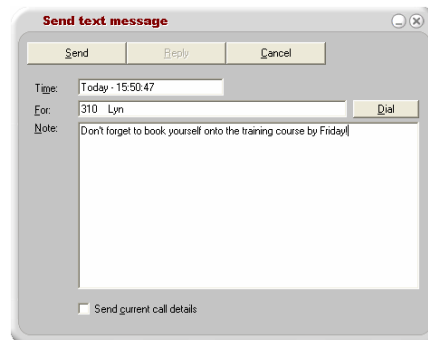 Send text message
Send Reply Cancel
Time: Today - 15:50:47
For: 310 Lyn Dial
Note: Don't forget to book yourself onto the training course by Friday!
Send current call details